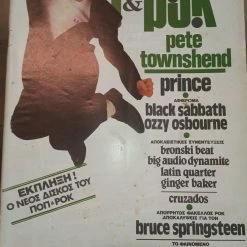 & ρόκ
pete
townshend
prince
ΑΦΙΕΡΩΜΑ
black sabbath
ozzy osbourne
ΑΠΟΚΛΕΙΣΤΙΚΕΣ ΣΥΝΕΝΤΕΥΞΕΙΣ
bronski beat
big audio dynamite
latin quarter
ginger baker
cruzados
ΑΠΟΡΡΗΤΟΣ ΦΑΚΕΛΛΟΣ ΡΟΚ
ΑΠΟΚΑΛΥΨΕΙΣ ΓΙΑ ΤΟΝ
bruce springsteen
ΤΟ ΦΑΙΝΟΜΕΝΟ
ΕΚΠΛΗΞΗ!
Ο ΝΕΟΣ ΔΙΣΚΟΣ ΤΟΥ
ΠΟΠ & ΡΟΚ